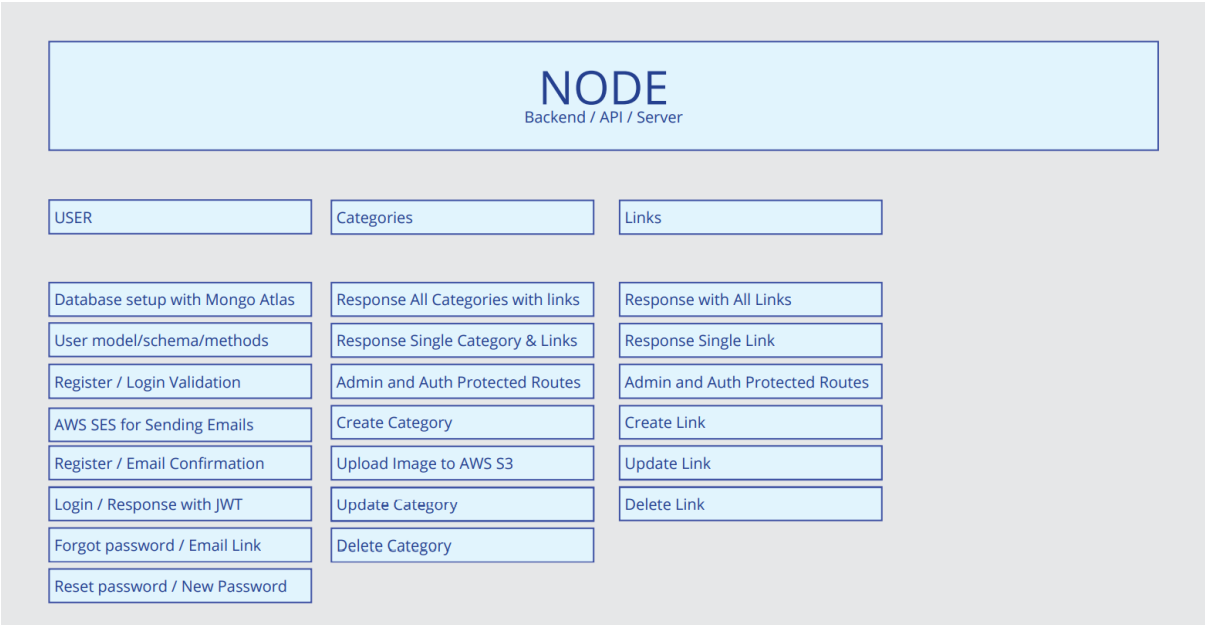 NODE
Backend / API / Server
USER
Database setup with Mongo Atlas
User model/schema/methods
Register / Login Validation
AWS SES for Sending Emails
Register / Email Confirmation
Login / Response with JWT
Forgot password / Email Link
Reset password / New Password
Categories
Response All Categories with links
Response Single Category & Links
Admin and Auth Protected Routes
Create Category
Upload Image to AWS S3
Update Category
Delete Category
Links
Response with All Links
Response Single Link
Admin and Auth Protected Routes
Create Link
Update Link
Delete Link